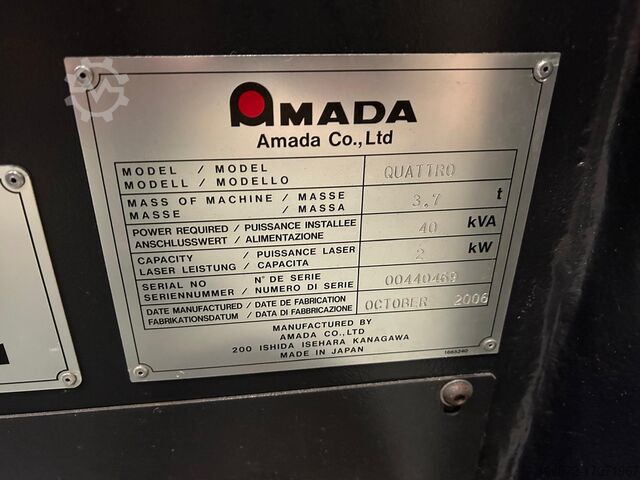 AMADA
Amada Co.,Ltd
MODEL / MODEL
MODELL / MODELLO
QUATTRO
MASS OF MACHINE / MASSE
MASSE / MASSA
3.7 t
POWER REQUIRED / PUISSANCE INSTALLEE
ANSCHLUSSWERT / ALIMENTAZIONE
40 kVA
CAPACITY / PUISSANCE LASER
LASER LEISTUNG / CAPACITA
2 kW
SERIAL NO / N° DE SERIE
SERIENNUMMER / NUMERO DI SERIE
00440469
DATE MANUFACTURED / DATE DE FABRICATION
FABRIKATIONSDATUM / DATA DI FABBRICAZIONE
OCTOBER 2006
MANUFACTURED BY
AMADA CO.,LTD
200 ISHIDA ISEHARA KANAGAWA
MADE IN JAPAN
1665240